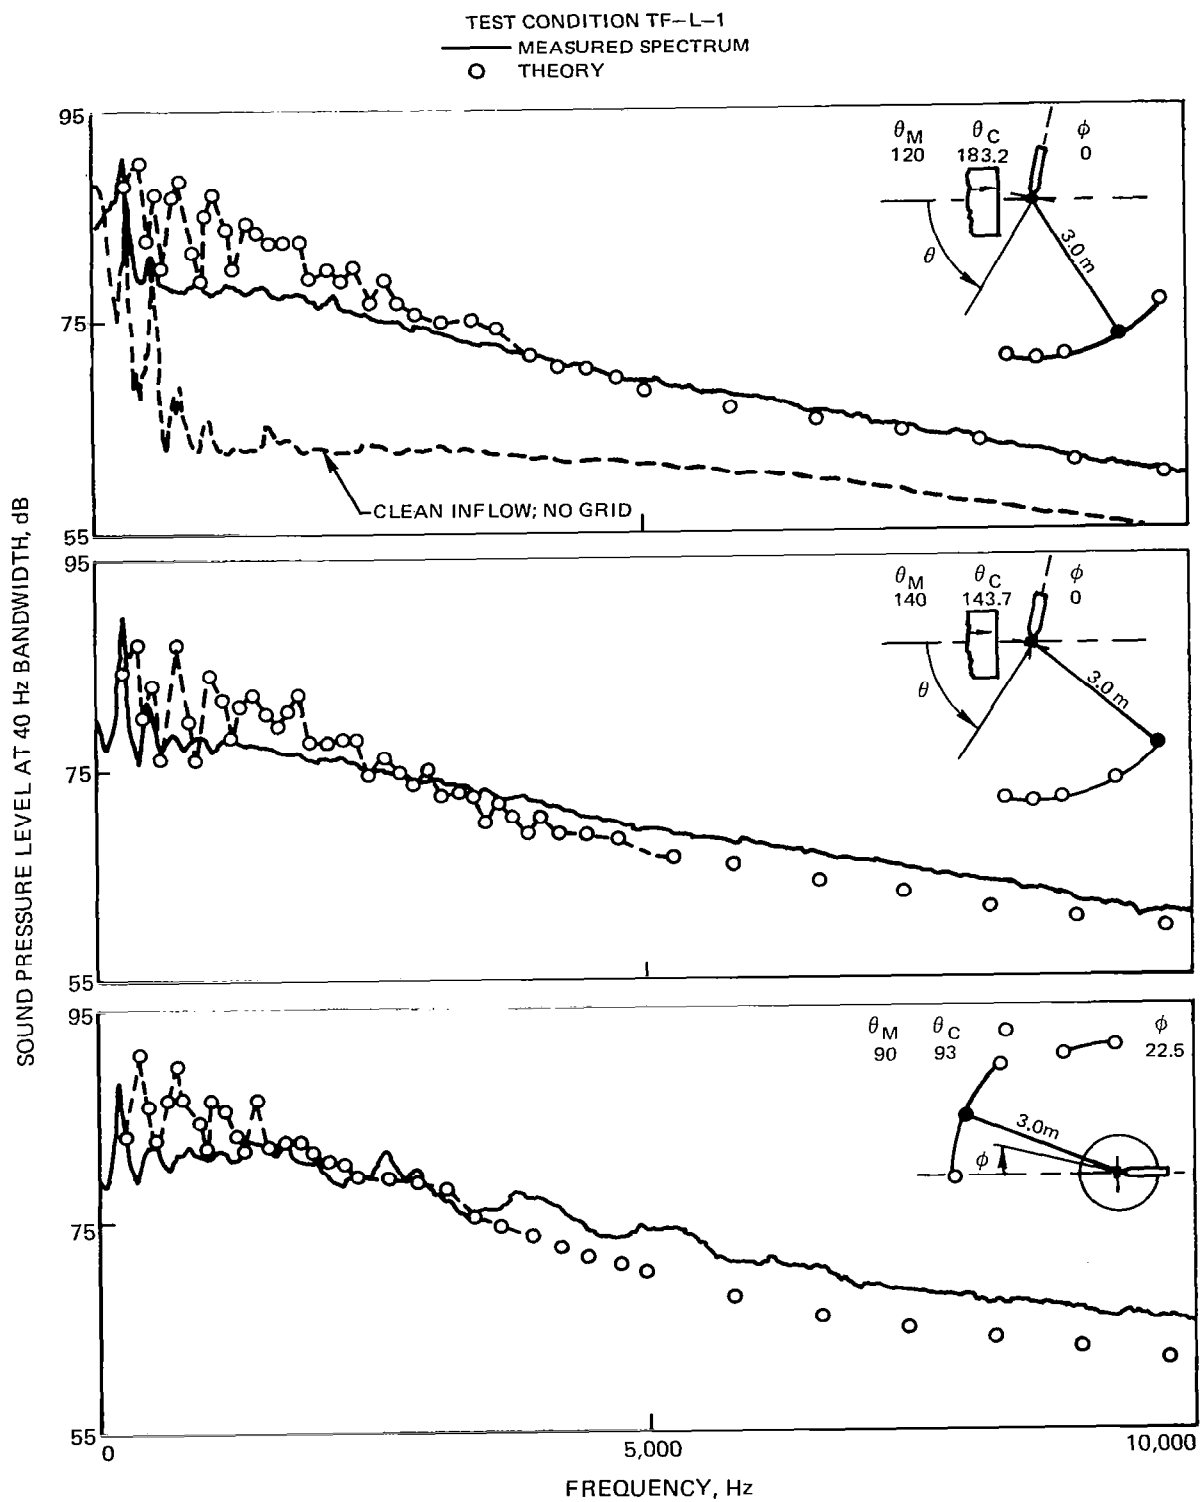 TEST CONDITION TF–L–1
MEASURED SPECTRUM
THEORY
SOUND PRESSURE LEVEL AT 40 Hz BANDWIDTH, dB
95
75
55
θM θC φ
120 183.2 0
θ
3.0 m
CLEAN INFLOW; NO GRID
95
75
55
θM θC φ
140 143.7 0
θ
3.0 m
95
75
55
θM θC φ
90 93 22.5
3.0m
φ
0 5,000 10,000
FREQUENCY, Hz